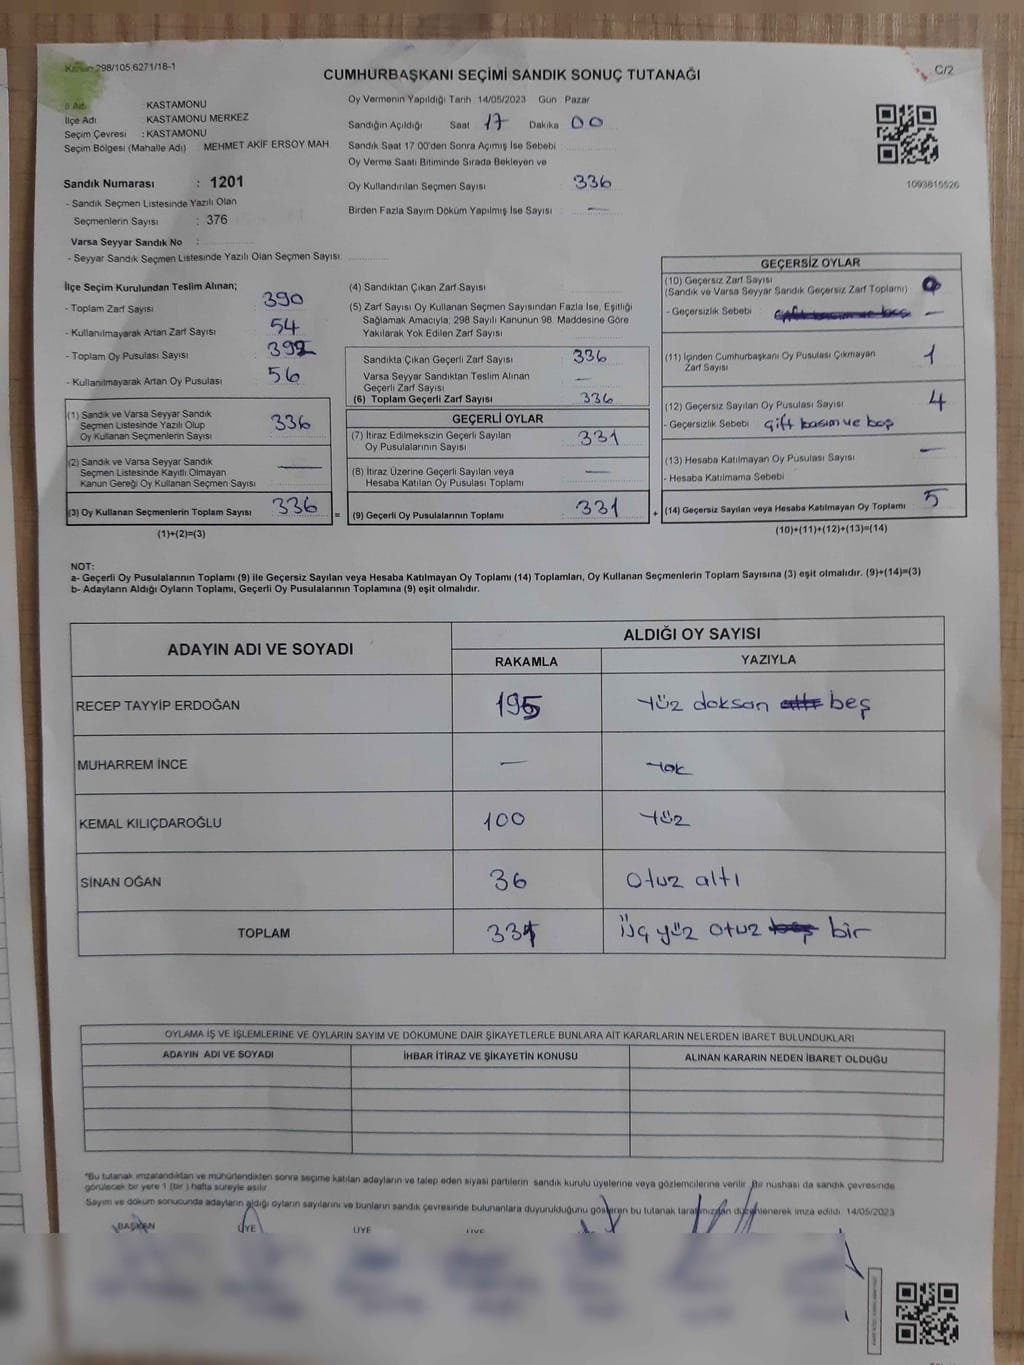 Kanun 298/105,6271/18-1
CUMHURBAŞKANI SEÇİMİ SANDIK SONUÇ TUTANAĞI
C/2
İl Adı KASTAMONU
İlçe Adı KASTAMONU MERKEZ
Seçim Çevresi : KASTAMONU
Seçim Bölgesi (Mahalle Adı) MEHMET AKİF ERSOY MAH
Sandık Numarası : 1201
- Sandık Seçmen Listesinde Yazılı Olan
Seçmenlerin Sayısı : 376
Varsa Seyyar Sandık No :
- Seyyar Sandık Seçmen Listesinde Yazılı Olan Seçmen Sayısı:
Oy Vermenin Yapıldığı Tarih 14/05/2023 Gün : Pazar
Sandığın Açıldığı Saat 17 Dakika 00
Sandık Saat 17 00'den Sonra Açımış İse Sebebi
Oy Verme Saati Bitiminde Sırada Bekleyen ve
Oy Kullandırılan Seçmen Sayısı 336
Birden Fazla Sayım Döküm Yapılmış İse Sayısı —
1093615526
İlçe Seçim Kurulundan Teslim Alınan;
- Toplam Zarf Sayısı 390
- Kullanılmayarak Artan Zarf Sayısı 54
- Toplam Oy Pusulası Sayısı 392
- Kullanılmayarak Artan Oy Pusulası 56
(1) Sandık ve Varsa Seyyar Sandık
Seçmen Listesinde Yazılı Olup
Oy Kullanan Seçmenlerin Sayısı 336
(2) Sandık ve Varsa Seyyar Sandık
Seçmen Listesinde Kayıtlı Olmayan
Kanun Gereği Oy Kullanan Seçmen Sayısı —
(3) Oy Kullanan Seçmenlerin Toplam Sayısı 336
(1)+(2)=(3)
(4) Sandıktan Çıkan Zarf Sayısı
(5) Zarf Sayısı Oy Kullanan Seçmen Sayısından Fazla İse, Eşitliği
Sağlamak Amacıyla, 298 Sayılı Kanunun 98. Maddesine Göre
Yakılarak Yok Edilen Zarf Sayısı
Sandıkta Çıkan Geçerli Zarf Sayısı 336
Varsa Seyyar Sandıktan Teslim Alınan
Geçerli Zarf Sayısı —
(6) Toplam Geçerli Zarf Sayısı 336
GEÇERLİ OYLAR
(7) İtiraz Edilmeksizin Geçerli Sayılan
Oy Pusulalarının Sayısı 331
(8) İtiraz Üzerine Geçerli Sayılan veya
Hesaba Katılan Oy Pusulası Toplamı —
= (9) Geçerli Oy Pusulalarının Toplamı 331 +
GEÇERSİZ OYLAR
(10) Geçersiz Zarf Sayısı
(Sandık ve Varsa Seyyar Sandık Geçersiz Zarf Toplamı)
- Geçersizlik Sebebi : çift basım ve boş —
(11) İçinden Cumhurbaşkanı Oy Pusulası Çıkmayan
Zarf Sayısı 1
(12) Geçersiz Sayılan Oy Pusulası Sayısı 4
- Geçersizlik Sebebi çift basım ve boş
(13) Hesaba Katılmayan Oy Pusulası Sayısı —
- Hesaba Katılmama Sebebi
(14) Geçersiz Sayılan veya Hesaba Katılmayan Oy Toplamı 5
(10)+(11)+(12)+(13)=(14)
NOT:
a- Geçerli Oy Pusulalarının Toplamı (9) ile Geçersiz Sayılan veya Hesaba Katılmayan Oy Toplamı (14) Toplamları, Oy Kullanan Seçmenlerin Toplam Sayısına (3) eşit olmalıdır. (9)+(14)=(3)
b- Adayların Aldığı Oyların Toplamı, Geçerli Oy Pusulalarının Toplamına (9) eşit olmalıdır.
ADAYIN ADI VE SOYADI
ALDIĞI OY SAYISI
RAKAMLA YAZIYLA
RECEP TAYYİP ERDOĞAN 195 Yüz doksan altı beş
MUHARREM İNCE — Yok
KEMAL KILIÇDAROĞLU 100 Yüz
SİNAN OĞAN 36 Otuz altı
TOPLAM 331 Üç yüz otuz beş bir
OYLAMA İŞ VE İŞLEMLERİNE VE OYLARIN SAYIM VE DÖKÜMÜNE DAİR ŞİKAYETLERLE BUNLARA AİT KARARLARIN NELERDEN İBARET BULUNDUKLARI
ADAYIN ADI VE SOYADI İHBAR İTİRAZ VE ŞİKAYETİN KONUSU ALINAN KARARIN NEDEN İBARET OLDUĞU
*Bu tutanak imzalandıktan ve mühürlendikten sonra seçime katılan adayların ve talep eden siyasi partilerin sandık kurulu üyelerine veya gözlemcilerine verilir. Bir nüshası da sandık çevresinde
görülecek bir yere 1 (bir ) hafta süreyle asılır
Sayım ve döküm sonucunda adayların aldığı oyların sayılarını ve bunların sandık çevresinde bulunanlara duyurulduğunu gösteren bu tutanak tarafımızdan düzenlenerek imza edildi. 14/05/2023
BAŞKAN ÜYE ÜYE ÜYE